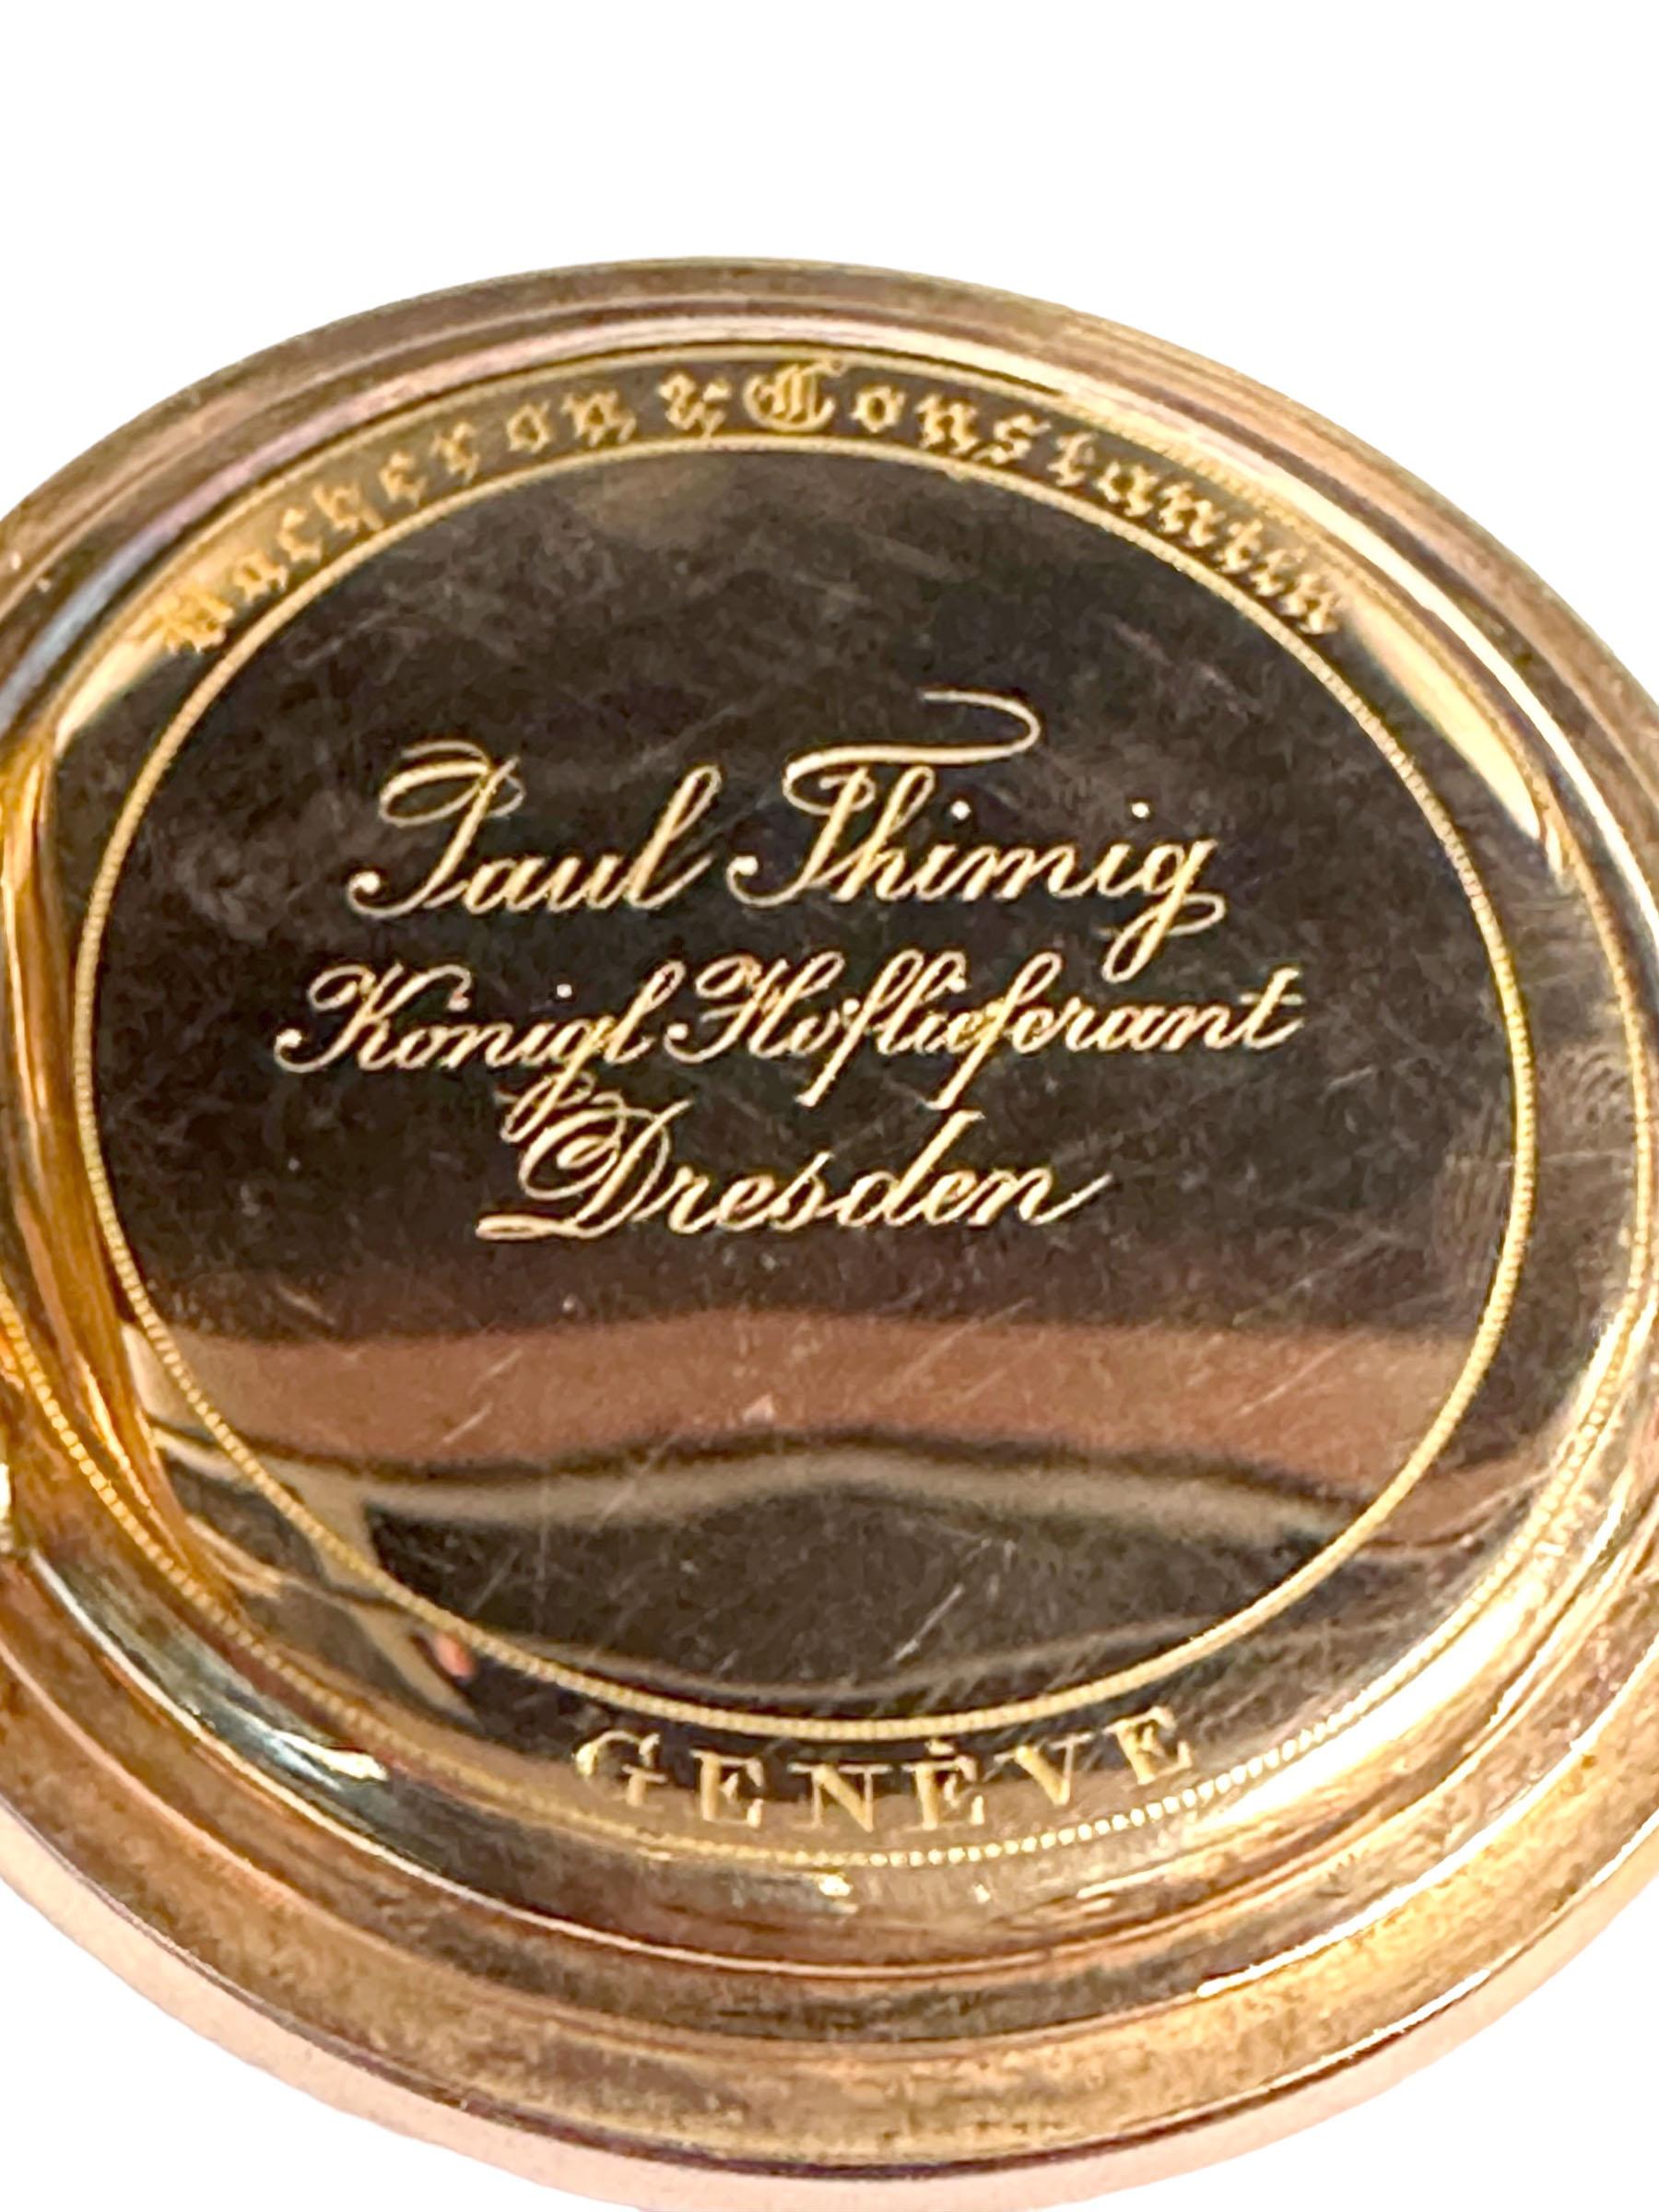 Vacheron & Constantin
Paul Thimig
Königl Hoflieferant
Dresden
GENÈVE